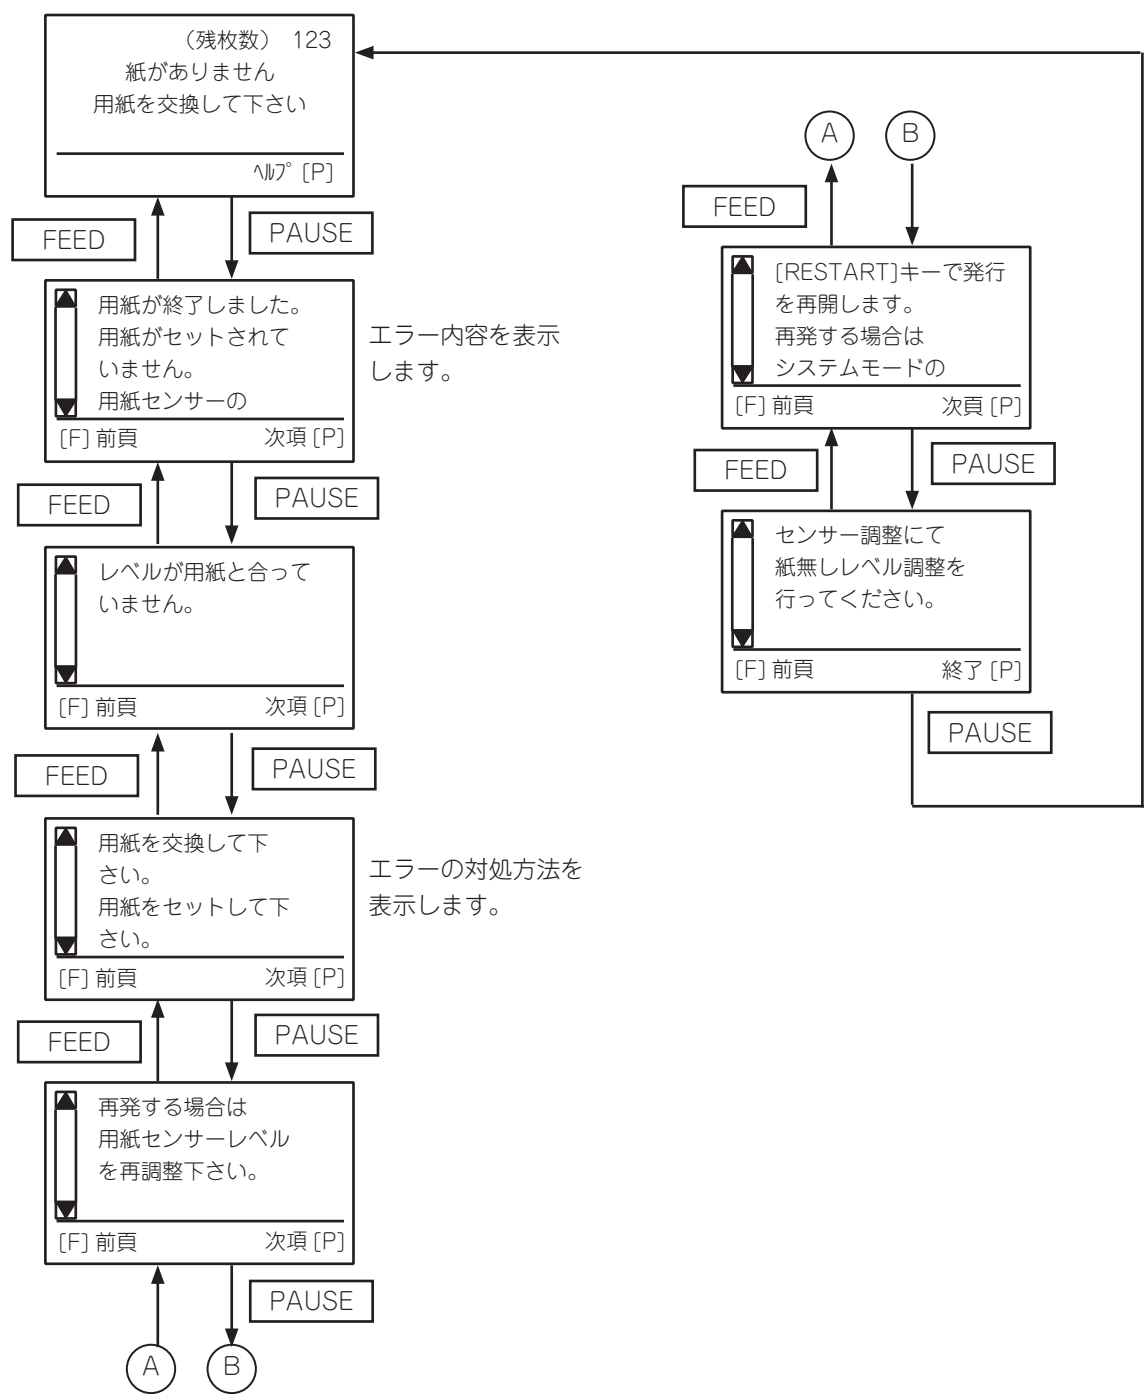 （残枚数） 123
紙がありません
用紙を交換して下さい
ﾍﾙﾌﾟ [P]
FEED
PAUSE
用紙が終了しました。
用紙がセットされて
いません。
用紙センサーの
[F] 前頁 次項 [P]
エラー内容を表示
します。
FEED
PAUSE
レベルが用紙と合って
いません。
[F] 前頁 次項 [P]
FEED
PAUSE
用紙を交換して下
さい。
用紙をセットして下
さい。
[F] 前頁 次項 [P]
エラーの対処方法を
表示します。
FEED
PAUSE
再発する場合は
用紙センサーレベル
を再調整下さい。
[F] 前頁 次項 [P]
PAUSE
A B
A B
FEED
[RESTART]キーで発行
を再開します。
再発する場合は
システムモードの
[F] 前頁 次頁 [P]
FEED
PAUSE
センサー調整にて
紙無しレベル調整を
行ってください。
[F] 前頁 終了 [P]
PAUSE